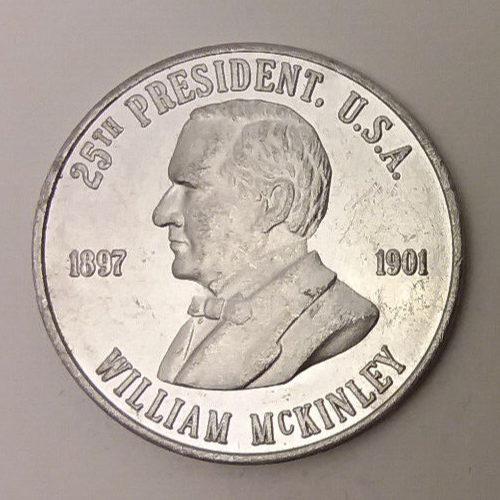 25TH PRESIDENT, U.S.A.
1897
1901
WILLIAM McKINLEY